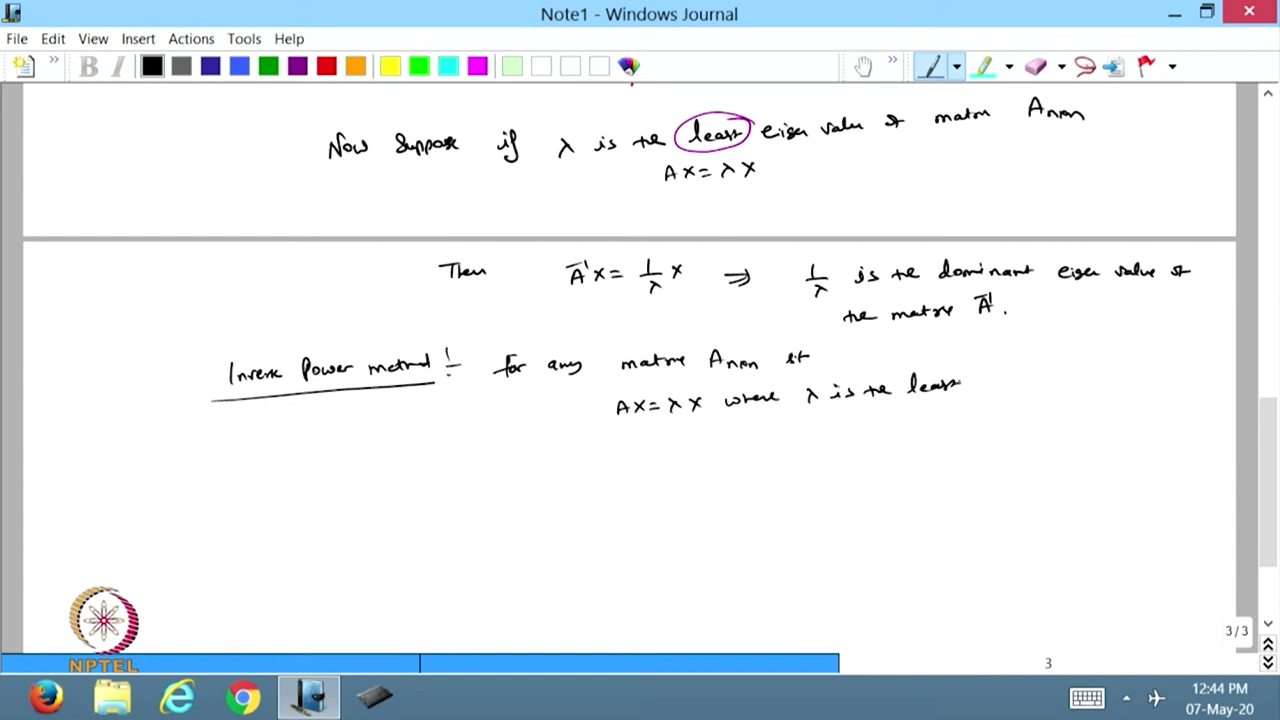 Note1 - Windows Journal
File Edit View Insert Actions Tools Help
Now Suppose if λ is the least eigen value of matrix Anxn
AX = λX
Then A⁻¹X = 1/λ X ⇒ 1/λ is the dominant eigen value of
the matrix A⁻¹.
Inverse Power method :- for any matrix Anxn st
AX = λX where λ is the least
3/3
NPTEL
3
12:44 PM
07-May-20